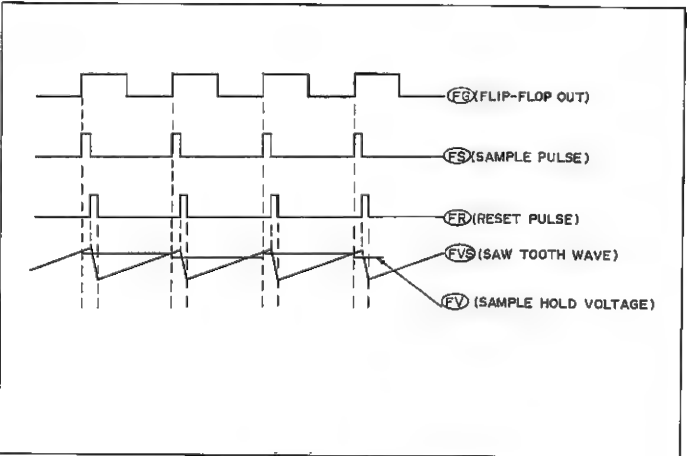 FG (FLIP-FLOP OUT)
FS (SAMPLE PULSE)
FR (RESET PULSE)
FVS (SAW TOOTH WAVE)
FV (SAMPLE HOLD VOLTAGE)